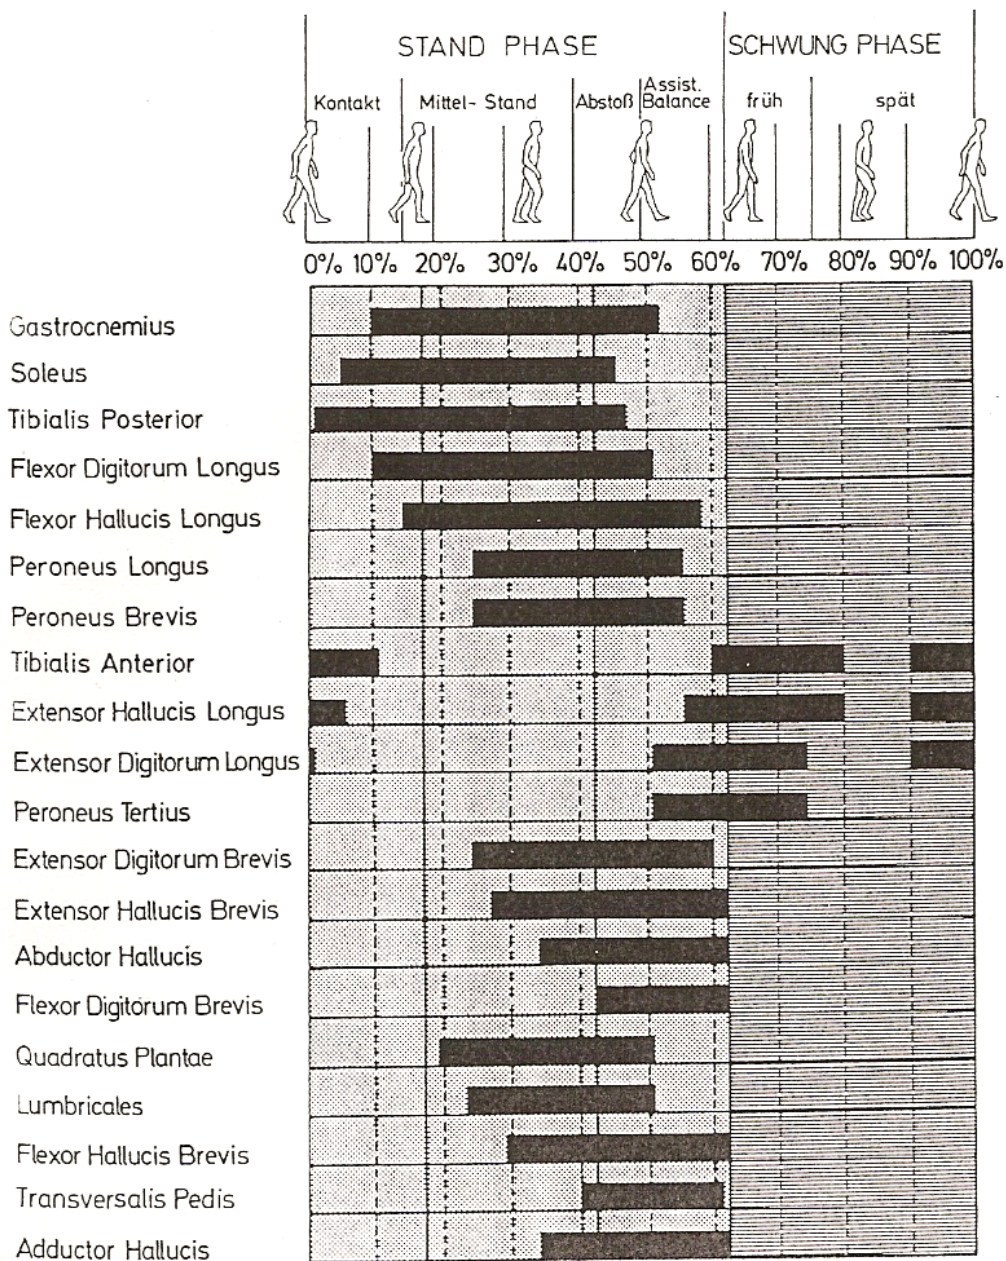 STAND PHASE
SCHWUNG PHASE
Kontakt
Mittel-Stand
Abstoß
Assist.
Balance
früh
spät
0% 10% 20% 30% 40% 50% 60% 70% 80% 90% 100%
Gastrocnemius
Soleus
Tibialis Posterior
Flexor Digitorum Longus
Flexor Hallucis Longus
Peroneus Longus
Peroneus Brevis
Tibialis Anterior
Extensor Hallucis Longus
Extensor Digitorum Longus
Peroneus Tertius
Extensor Digitorum Brevis
Extensor Hallucis Brevis
Abductor Hallucis
Flexor Digitorum Brevis
Quadratus Plantae
Lumbricales
Flexor Hallucis Brevis
Transversalis Pedis
Adductor Hallucis